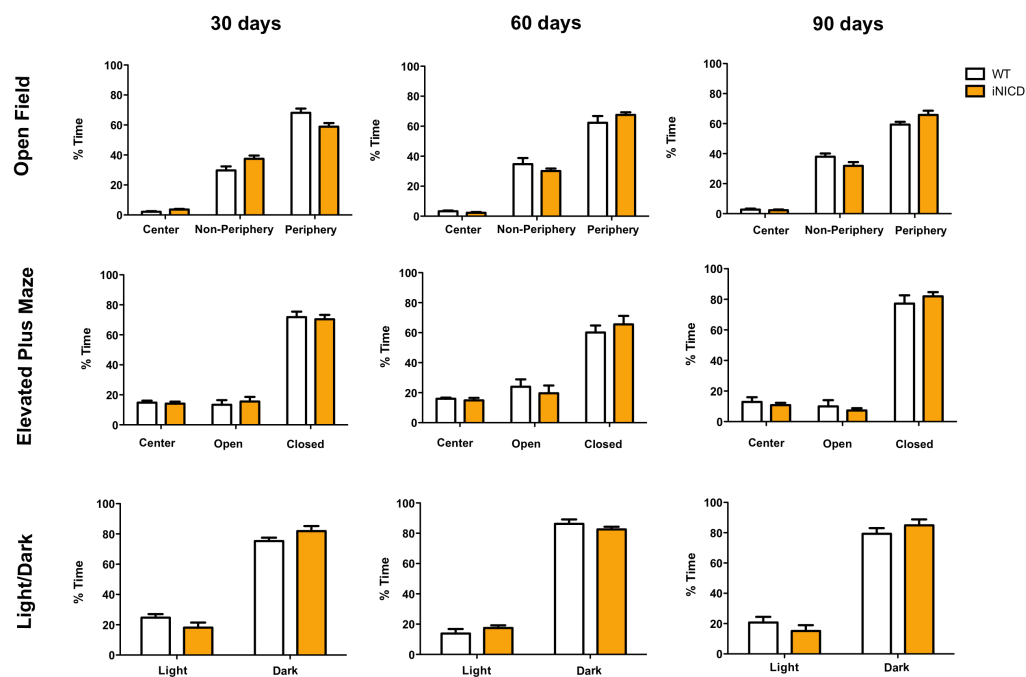 30 days
60 days
90 days
WT
iNICD
Open Field
% Time
100
80
60
40
20
0
Center Non-Periphery Periphery
% Time
100
80
60
40
20
0
Center Non-Periphery Periphery
% Time
100
80
60
40
20
0
Center Non-Periphery Periphery
Elevated Plus Maze
% Time
100
80
60
40
20
0
Center Open Closed
% Time
100
80
60
40
20
0
Center Open Closed
% Time
100
80
60
40
20
0
Center Open Closed
Light/Dark
% Time
100
80
60
40
20
0
Light Dark
% Time
100
80
60
40
20
0
Light Dark
% Time
100
80
60
40
20
0
Light Dark